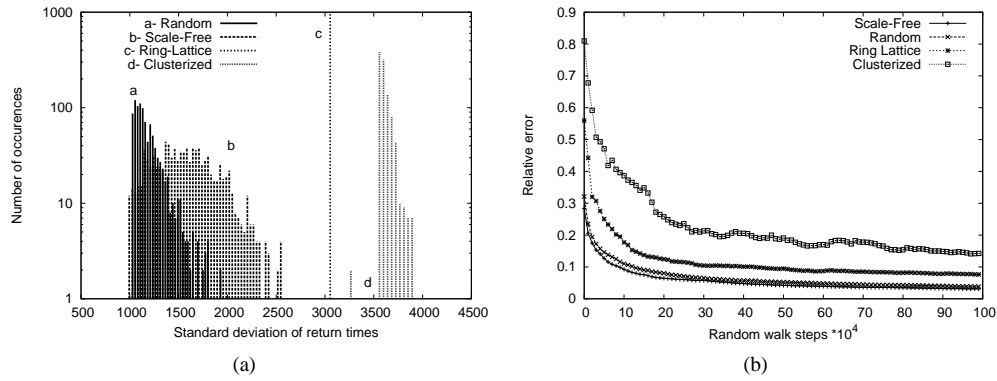 1000
100
10
1
Number of occurences
a- Random
b- Scale-Free
c- Ring-Lattice
d- Clusterized
a
b
c
d
500 1000 1500 2000 2500 3000 3500 4000 4500
Standard deviation of return times
(a)
0.9
0.8
0.7
0.6
0.5
0.4
0.3
0.2
0.1
0
Relative error
Scale-Free
Random
Ring Lattice
Clusterized
0 10 20 30 40 50 60 70 80 90 100
Random walk steps *10^4
(b)